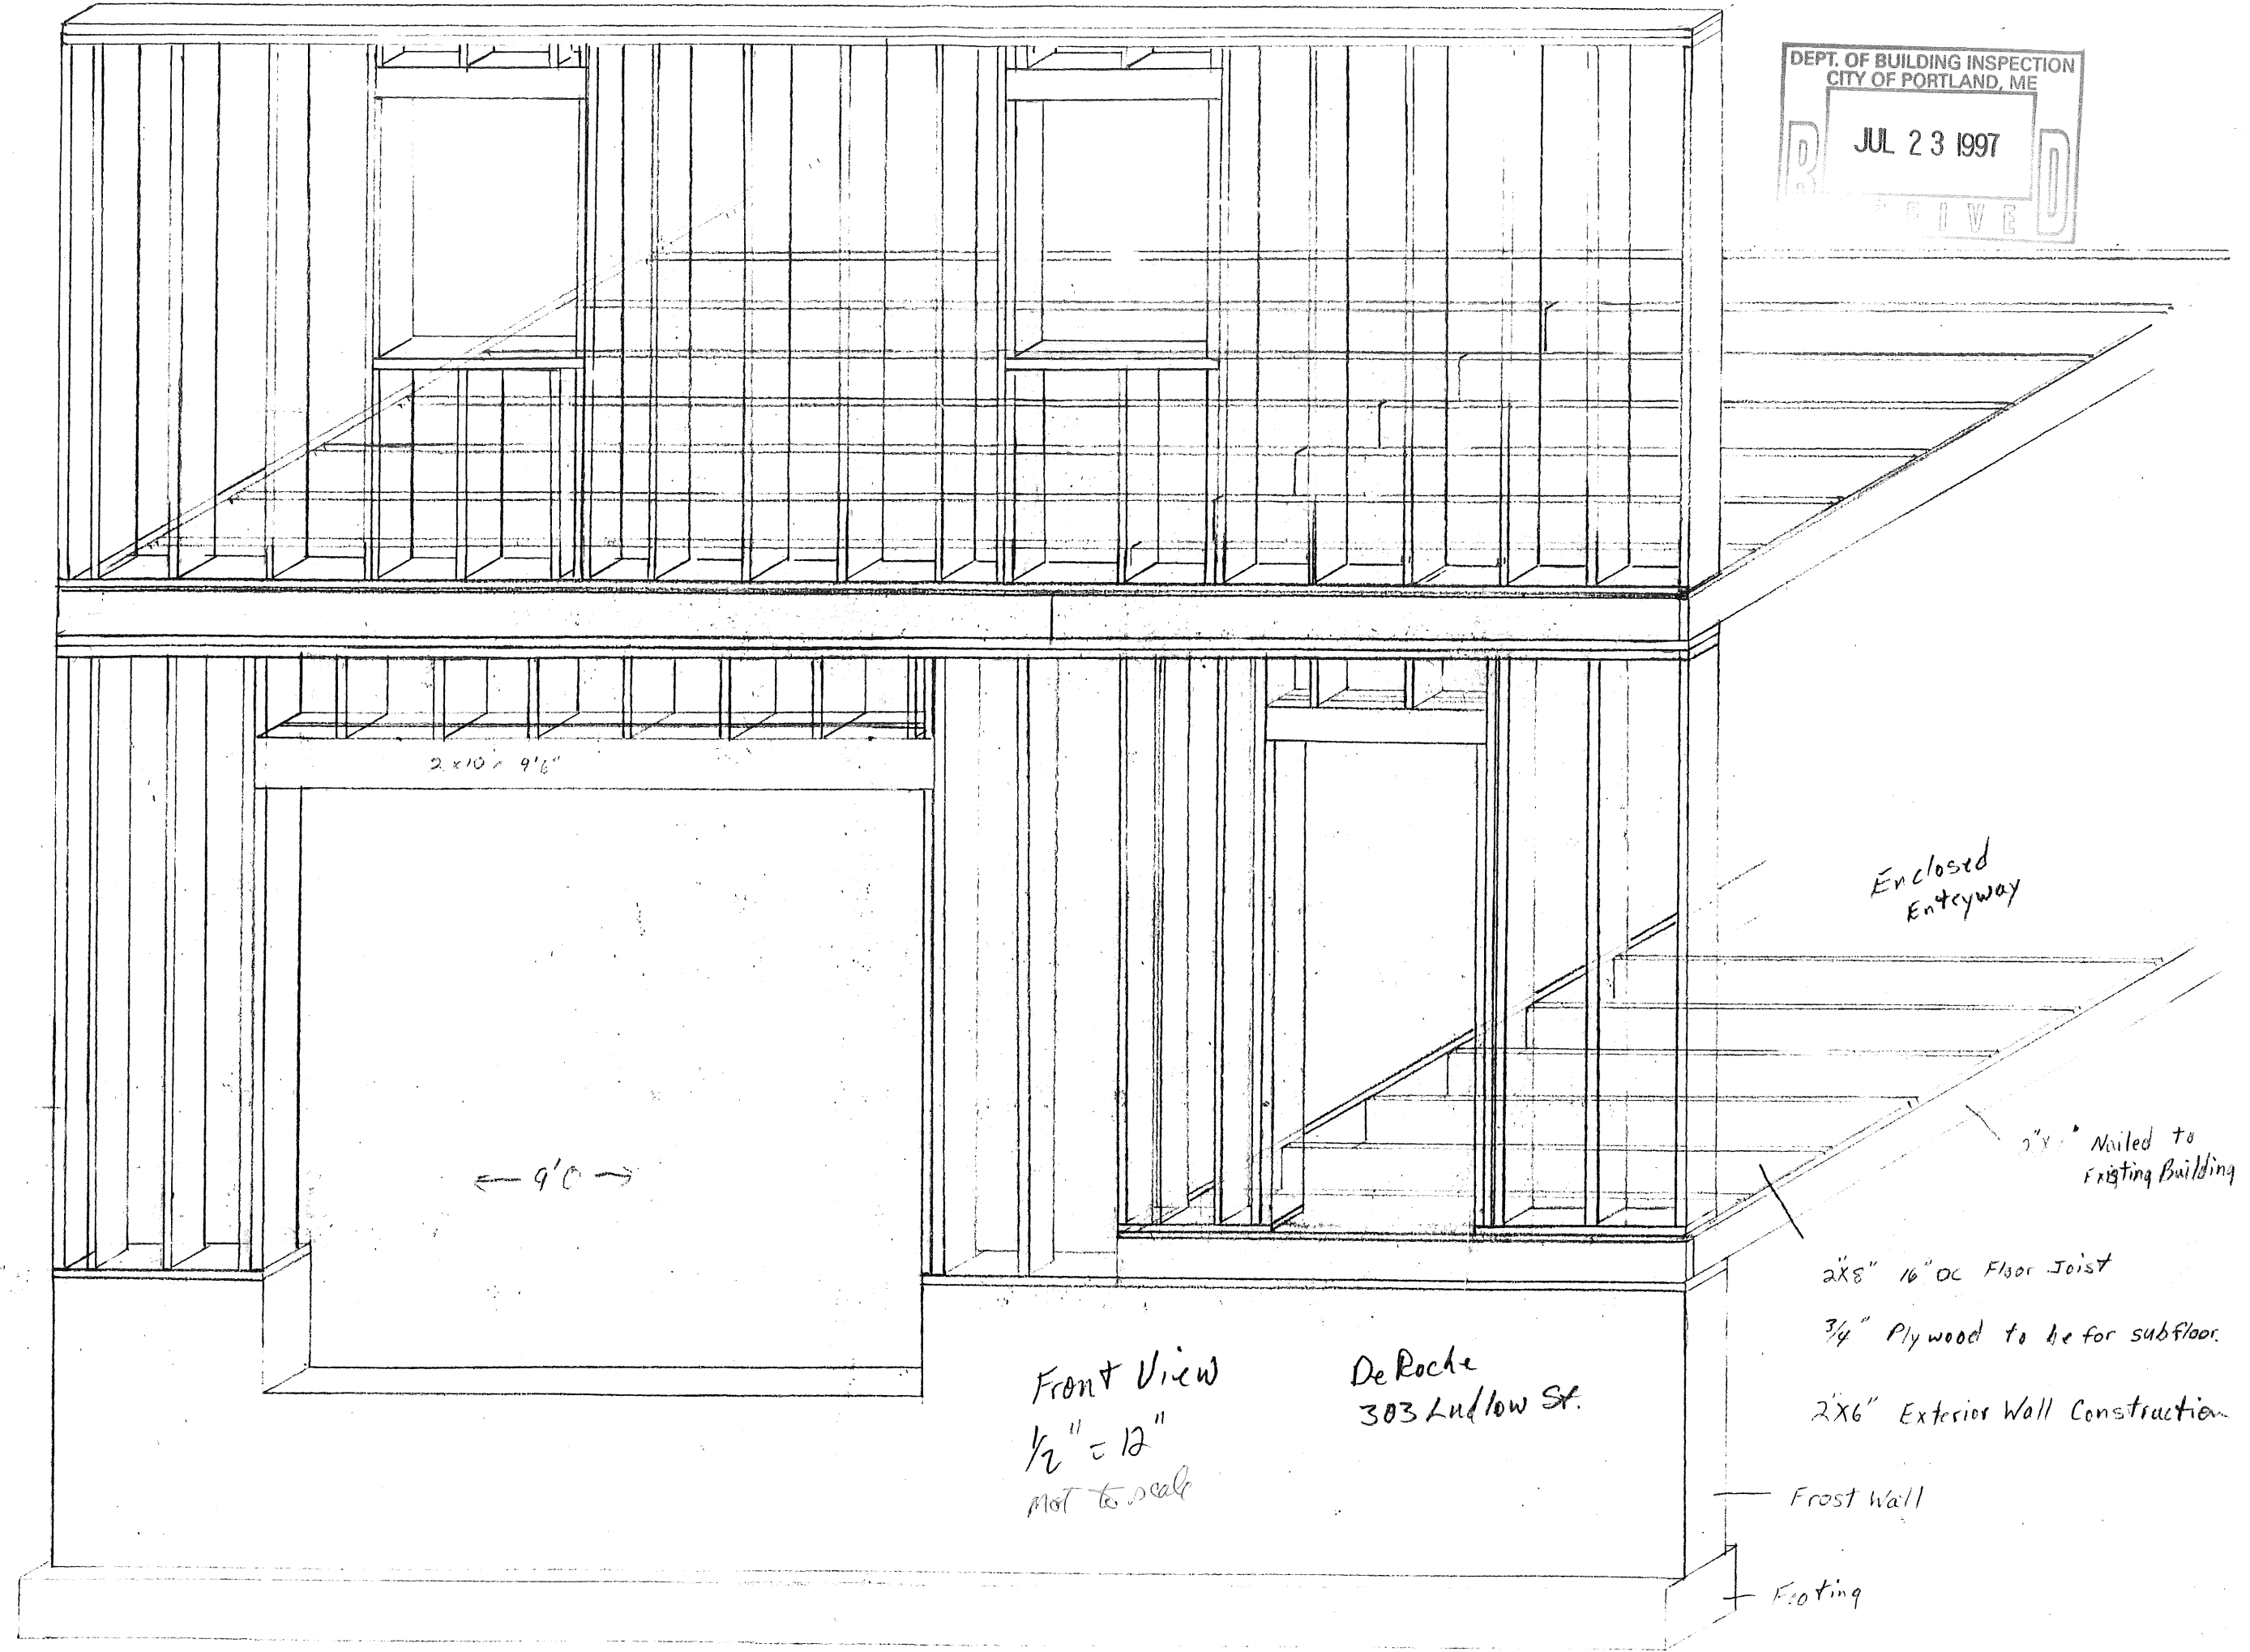 DEPT. OF BUILDING INSPECTION
CITY OF PORTLAND, ME
JUL 23 1997
2x10 9'6"
Enclosed
Entryway
← 9'0 →
Nailed to
Existing Building
2"X8" 16" OC Floor Joist
3/4" Plywood to be for subfloor.
2"X6" Exterior Wall Construction
Front View
1/2" = 12"
Not to scale
DeRoche
303 Ludlow St.
Frost Wall
Footing